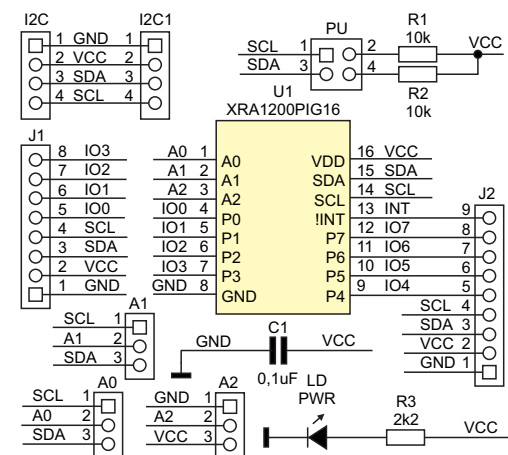 I2C I2C1
1 GND 1
2 VCC 2
3 SDA 3
4 SCL 4
PU
SCL 1 2
SDA 3 4
R1
10k
VCC
R2
10k
U1
XRA1200PIG16
A0 1 A0
A1 2 A1
A2 3 A2
IO0 4 P0
IO1 5 P1
IO2 6 P2
IO3 7 P3
GND 8 GND
VDD 16 VCC
SDA 15 SDA
SCL 14 SCL
!INT 13 INT
P7 12 IO7
P6 11 IO6
P5 10 IO5
P4 9 IO4
J1
8 IO3
7 IO2
6 IO1
5 IO0
4 SCL
3 SDA
2 VCC
1 GND
J2
9
8
7
6
5
SCL 4
SDA 3
VCC 2
GND 1
A1
SCL 1
A1 2
SDA 3
GND C1 VCC
0,1uF
A0
SCL 1
A0 2
SDA 3
A2
GND 1
A2 2
VCC 3
LD
PWR
R3
2k2
VCC